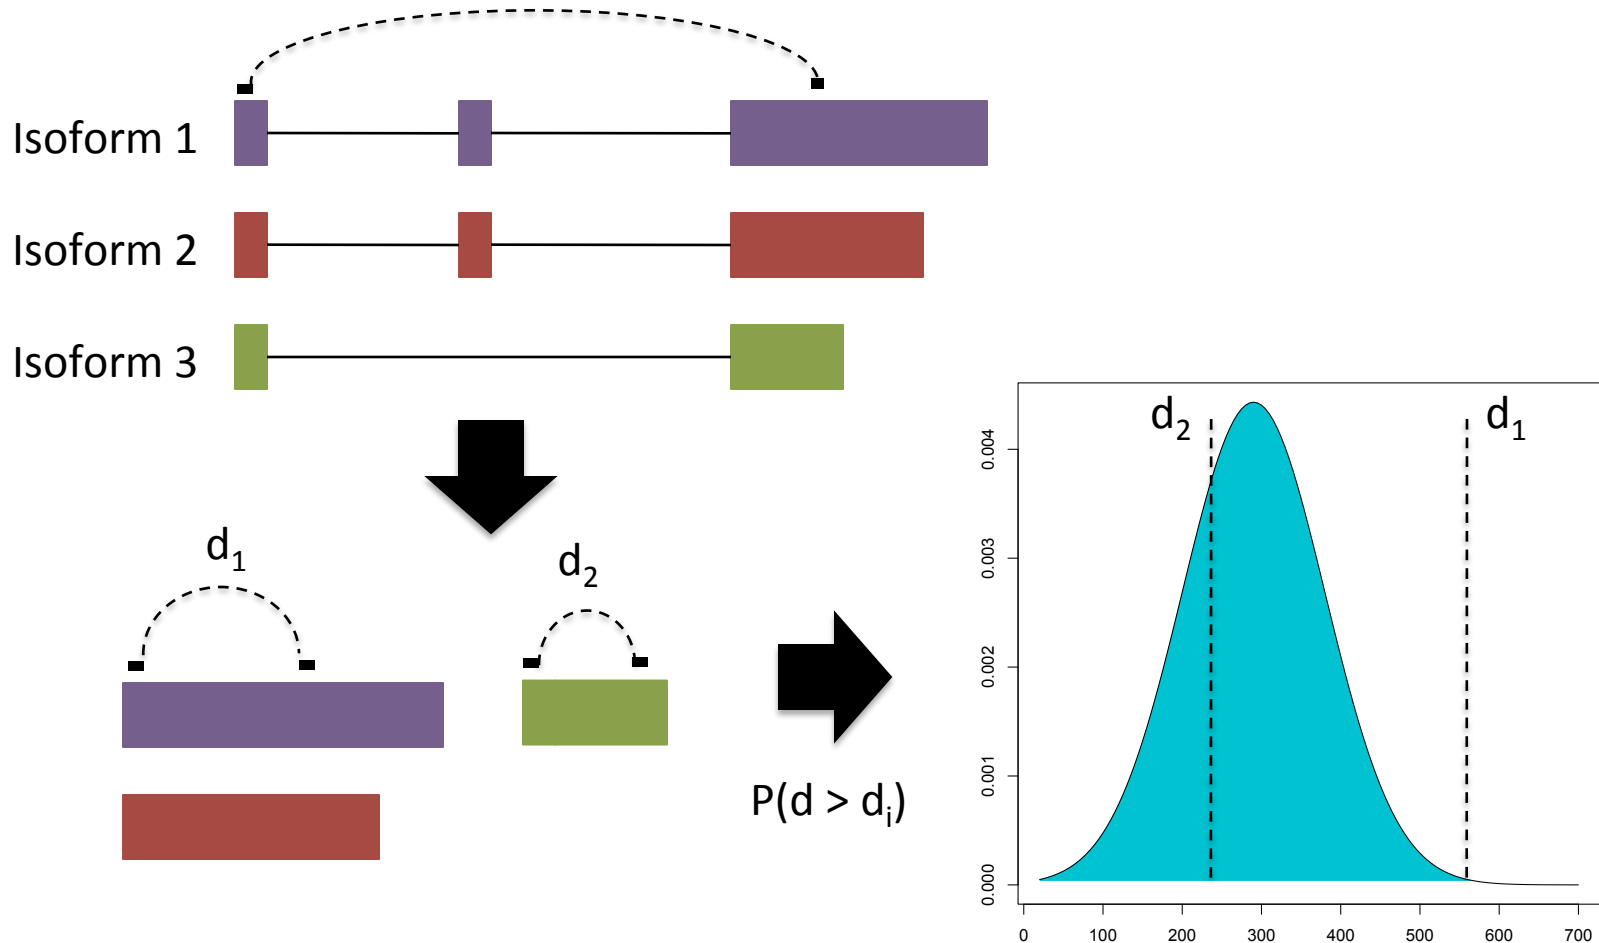 Isoform 1
Isoform 2
Isoform 3
d₁
d₂
P(d > dᵢ)
d₂
d₁
0.004
0.003
0.002
0.001
0.000
0 100 200 300 400 500 600 700